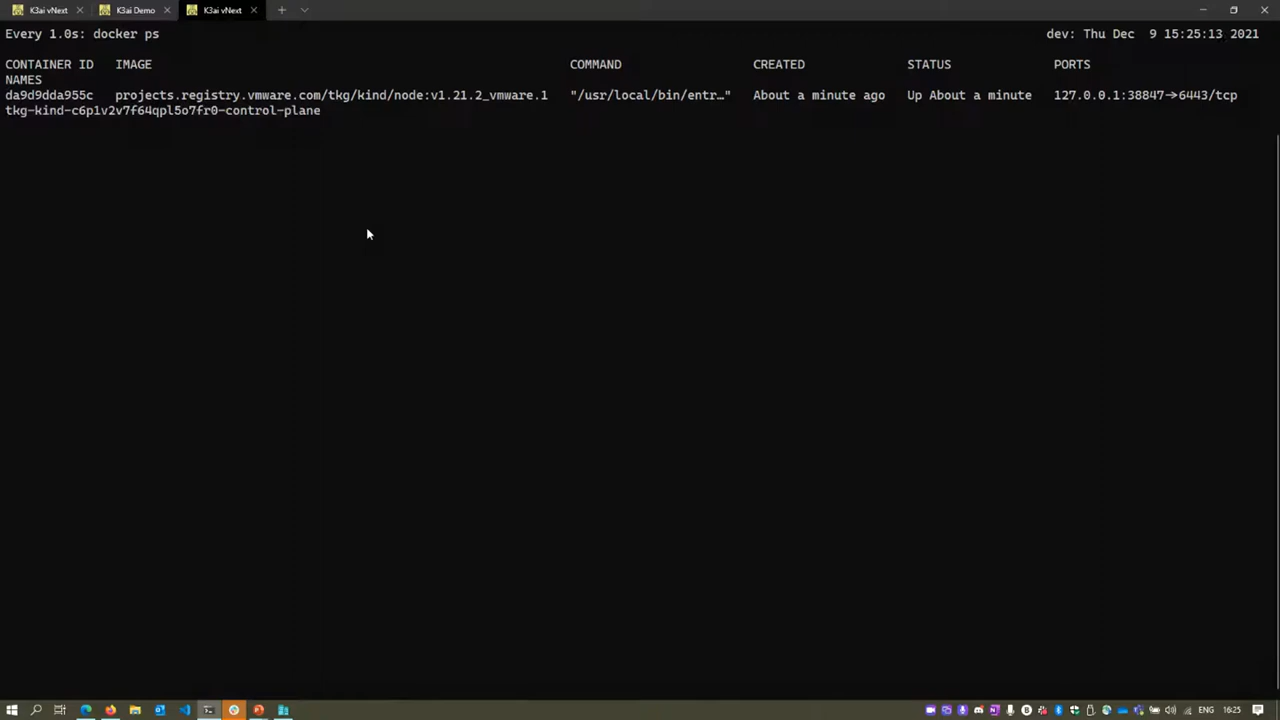 K3ai vNext K3ai Demo K3ai vNext
Every 1.0s: docker ps dev: Thu Dec 9 15:25:13 2021
CONTAINER ID IMAGE COMMAND CREATED STATUS PORTS
NAMES
da9d9dda955c projects.registry.vmware.com/tkg/kind/node:v1.21.2_vmware.1 "/usr/local/bin/entr…" About a minute ago Up About a minute 127.0.0.1:38847->6443/tcp
tkg-kind-c6p1v2v7f64qpl5o7fr0-control-plane
ENG 16:25